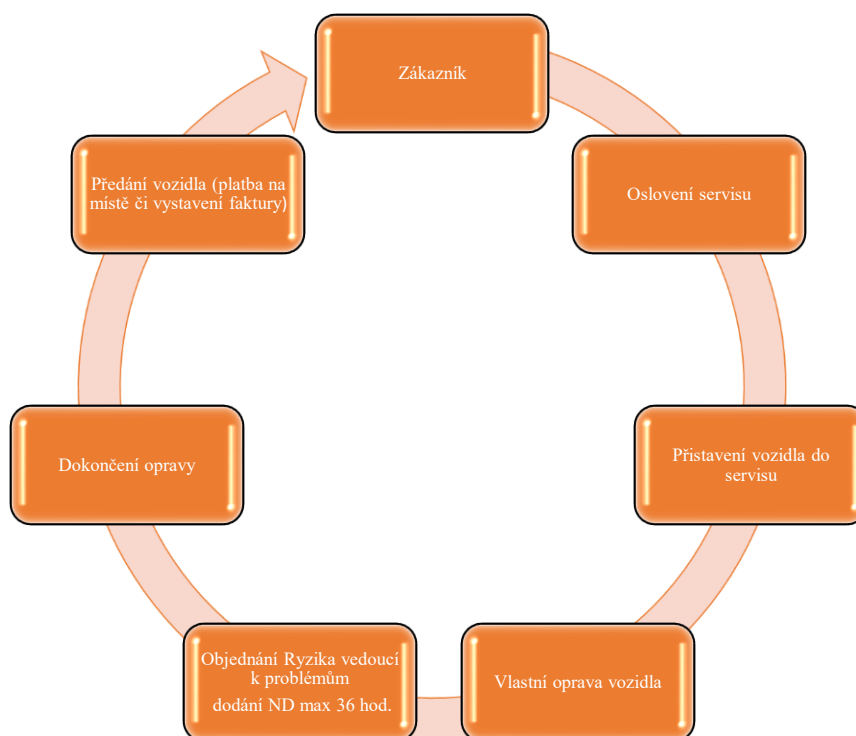 Zákazník
Oslovení servisu
Přistavení vozidla do
servisu
Vlastní oprava vozidla
Objednání Ryzika vedoucí
k problémům
dodání ND max 36 hod.
Dokončení opravy
Předání vozidla (platba na
místě či vystavení faktury)